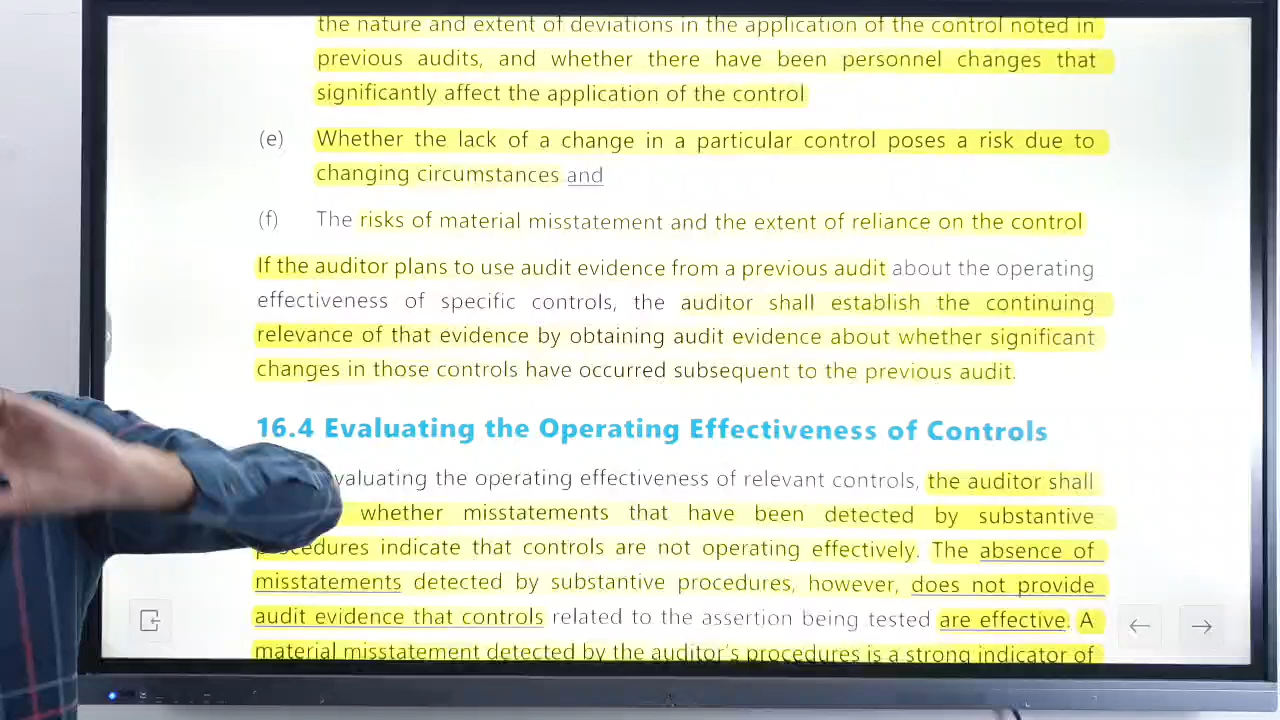 the nature and extent of deviations in the application of the control noted in
previous audits, and whether there have been personnel changes that
significantly affect the application of the control
(e) Whether the lack of a change in a particular control poses a risk due to
changing circumstances and
(f) The risks of material misstatement and the extent of reliance on the control
If the auditor plans to use audit evidence from a previous audit about the operating
effectiveness of specific controls, the auditor shall establish the continuing
relevance of that evidence by obtaining audit evidence about whether significant
changes in those controls have occurred subsequent to the previous audit.
16.4 Evaluating the Operating Effectiveness of Controls
valuating the operating effectiveness of relevant controls, the auditor shall
whether misstatements that have been detected by substantive
procedures indicate that controls are not operating effectively. The absence of
misstatements detected by substantive procedures, however, does not provide
audit evidence that controls related to the assertion being tested are effective. A
material misstatement detected by the auditor's procedures is a strong indicator of